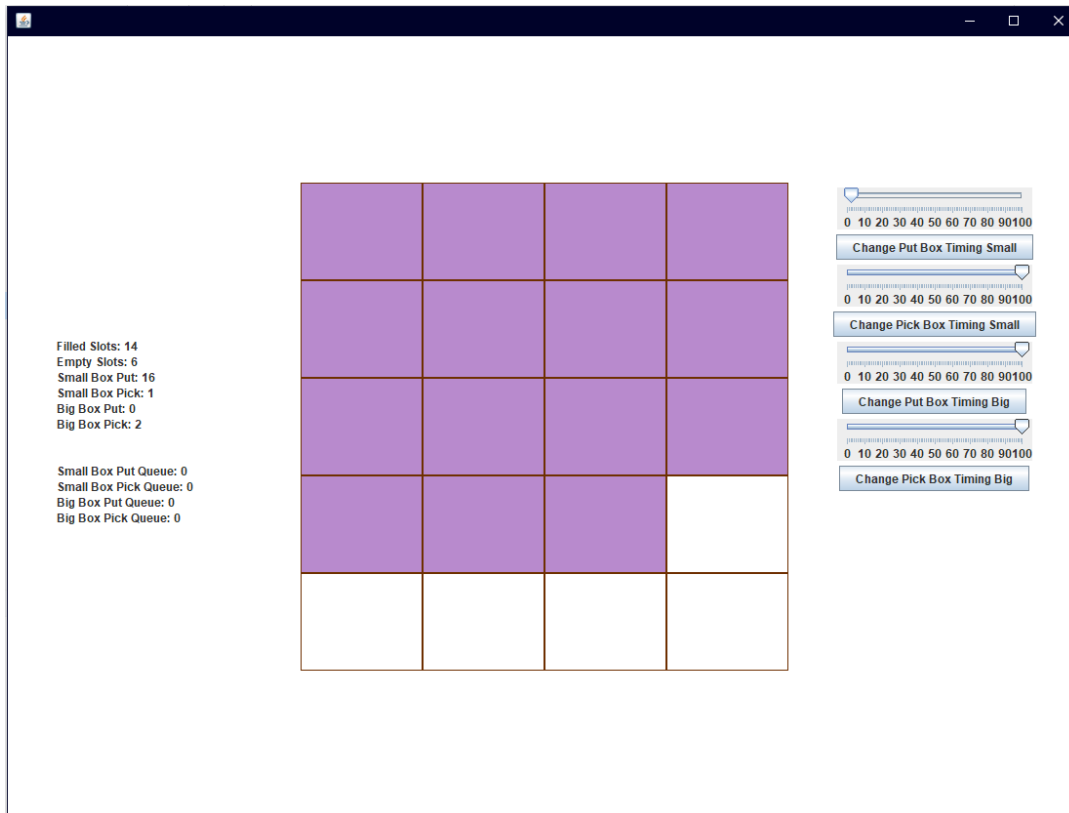 Filled Slots: 14
Empty Slots: 6
Small Box Put: 16
Small Box Pick: 1
Big Box Put: 0
Big Box Pick: 2
Small Box Put Queue: 0
Small Box Pick Queue: 0
Big Box Put Queue: 0
Big Box Pick Queue: 0
0 10 20 30 40 50 60 70 80 90100
Change Put Box Timing Small
0 10 20 30 40 50 60 70 80 90100
Change Pick Box Timing Small
0 10 20 30 40 50 60 70 80 90100
Change Put Box Timing Big
0 10 20 30 40 50 60 70 80 90100
Change Pick Box Timing Big